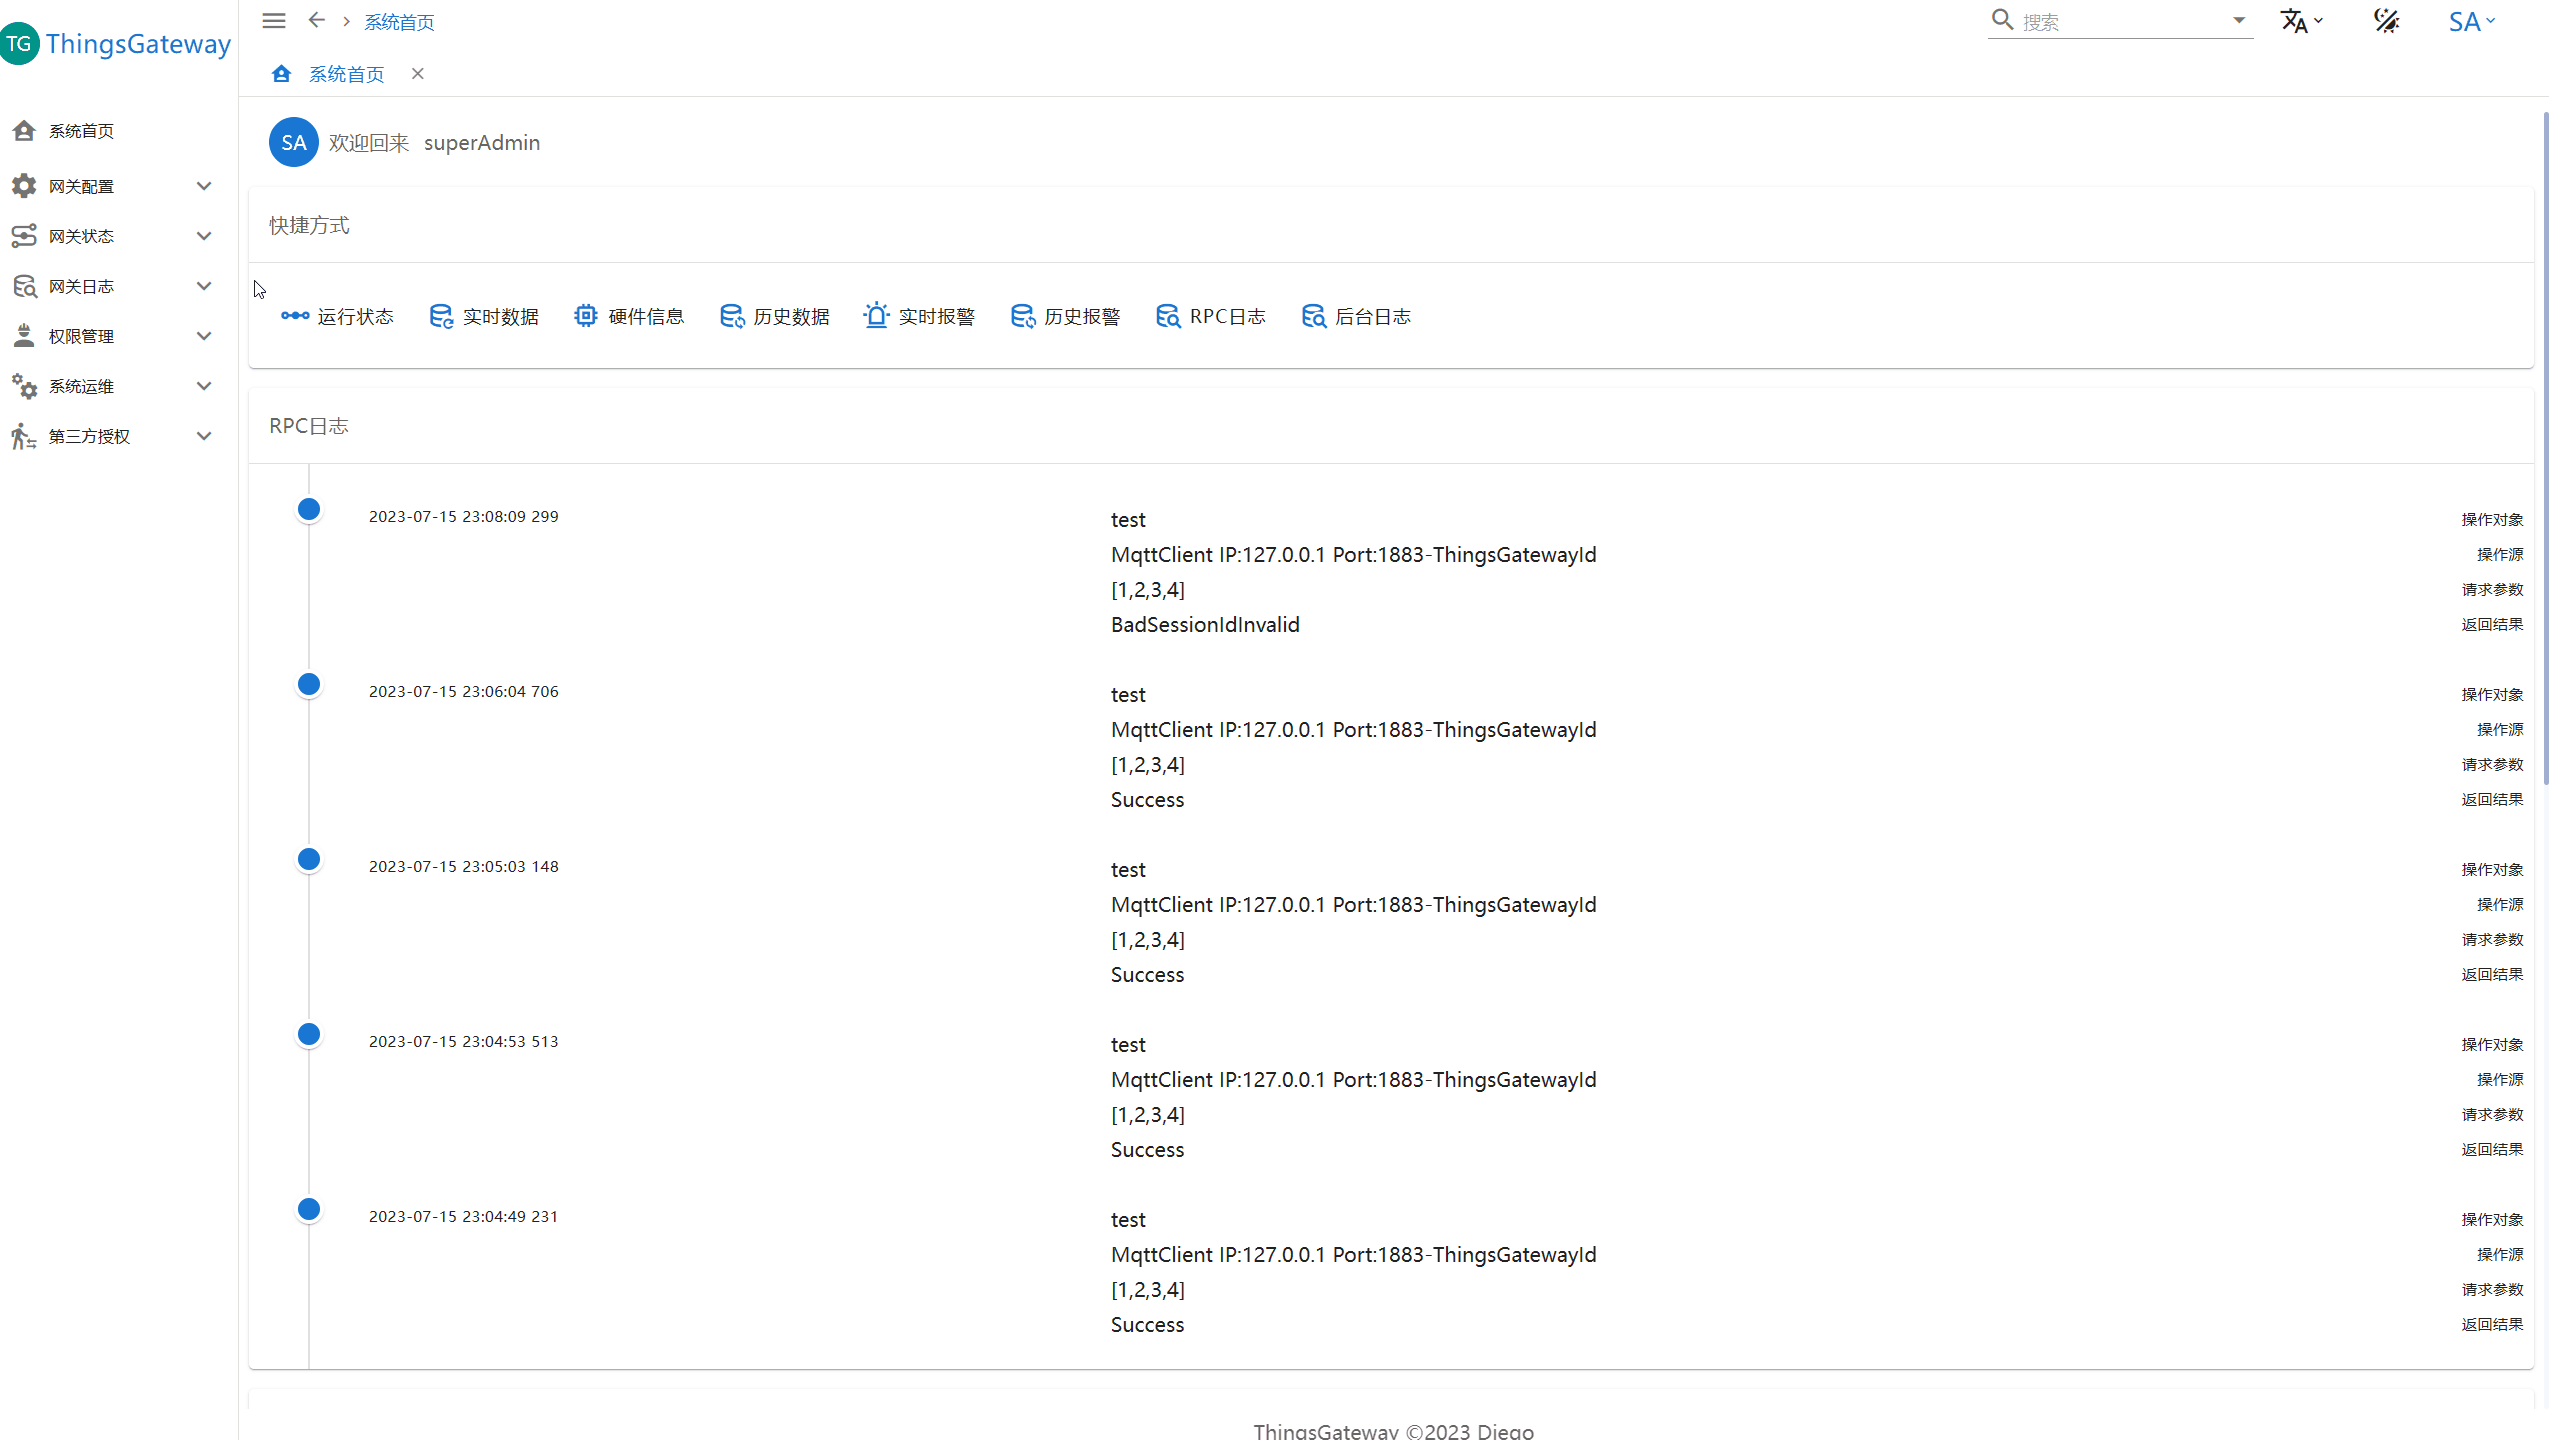 TG ThingsGateway
系统首页
网关配置
网关状态
网关日志
权限管理
系统运维
第三方授权
系统首页
搜索
SA
系统首页
SA 欢迎回来 superAdmin
快捷方式
运行状态 实时数据 硬件信息 历史数据 实时报警 历史报警 RPC日志 后台日志
RPC日志
2023-07-15 23:08:09 299
test 操作对象
MqttClient IP:127.0.0.1 Port:1883-ThingsGatewayId 操作源
[1,2,3,4] 请求参数
BadSessionIdInvalid 返回结果
2023-07-15 23:06:04 706
test 操作对象
MqttClient IP:127.0.0.1 Port:1883-ThingsGatewayId 操作源
[1,2,3,4] 请求参数
Success 返回结果
2023-07-15 23:05:03 148
test 操作对象
MqttClient IP:127.0.0.1 Port:1883-ThingsGatewayId 操作源
[1,2,3,4] 请求参数
Success 返回结果
2023-07-15 23:04:53 513
test 操作对象
MqttClient IP:127.0.0.1 Port:1883-ThingsGatewayId 操作源
[1,2,3,4] 请求参数
Success 返回结果
2023-07-15 23:04:49 231
test 操作对象
MqttClient IP:127.0.0.1 Port:1883-ThingsGatewayId 操作源
[1,2,3,4] 请求参数
Success 返回结果
ThingsGateway ©2023 Diego